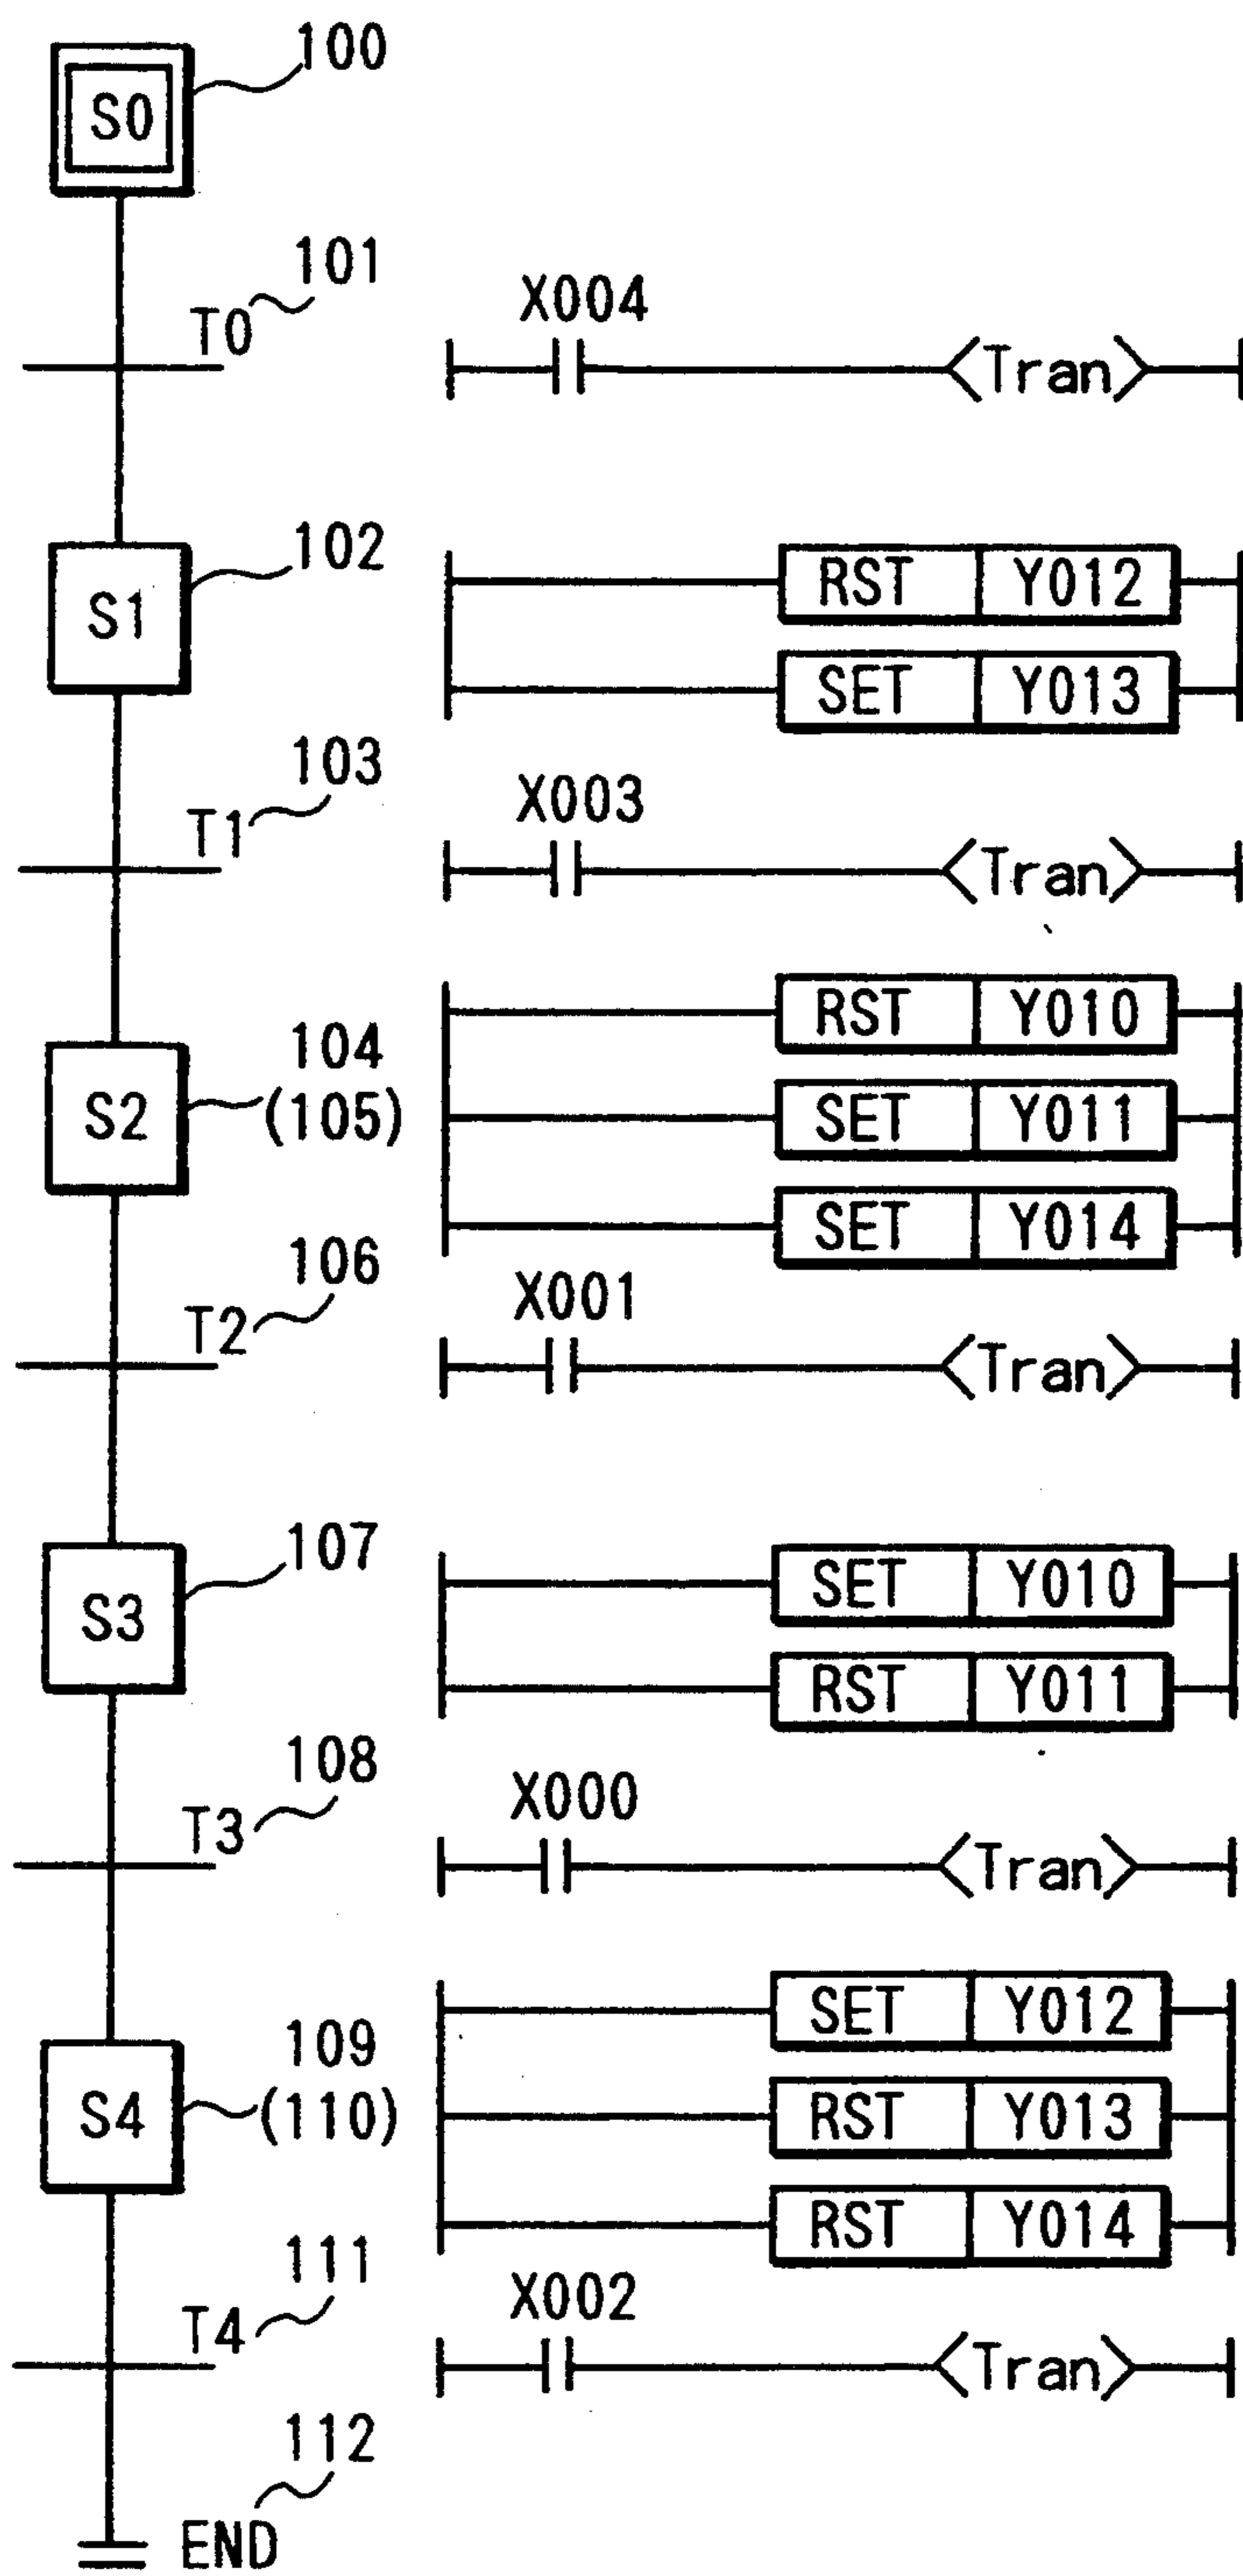 100
S0
101
T0
X004
Tran
102
S1
RST Y012
SET Y013
103
T1
X003
Tran
104
S2
(105)
RST Y010
SET Y011
SET Y014
106
T2
X001
Tran
107
S3
SET Y010
RST Y011
108
T3
X000
Tran
109
S4
(110)
SET Y012
RST Y013
RST Y014
111
T4
X002
Tran
112
END